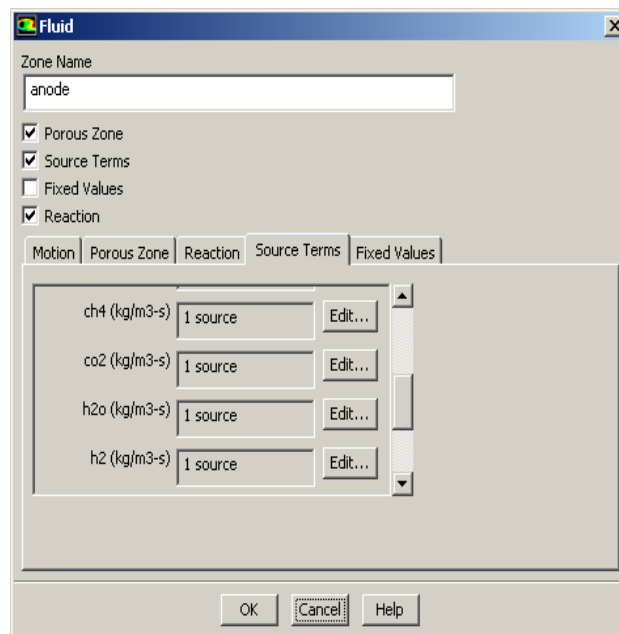 Fluid
Zone Name
anode
Porous Zone
Source Terms
Fixed Values
Reaction
Motion Porous Zone Reaction Source Terms Fixed Values
ch4 (kg/m3-s) 1 source Edit...
co2 (kg/m3-s) 1 source Edit...
h2o (kg/m3-s) 1 source Edit...
h2 (kg/m3-s) 1 source Edit...
OK Cancel Help